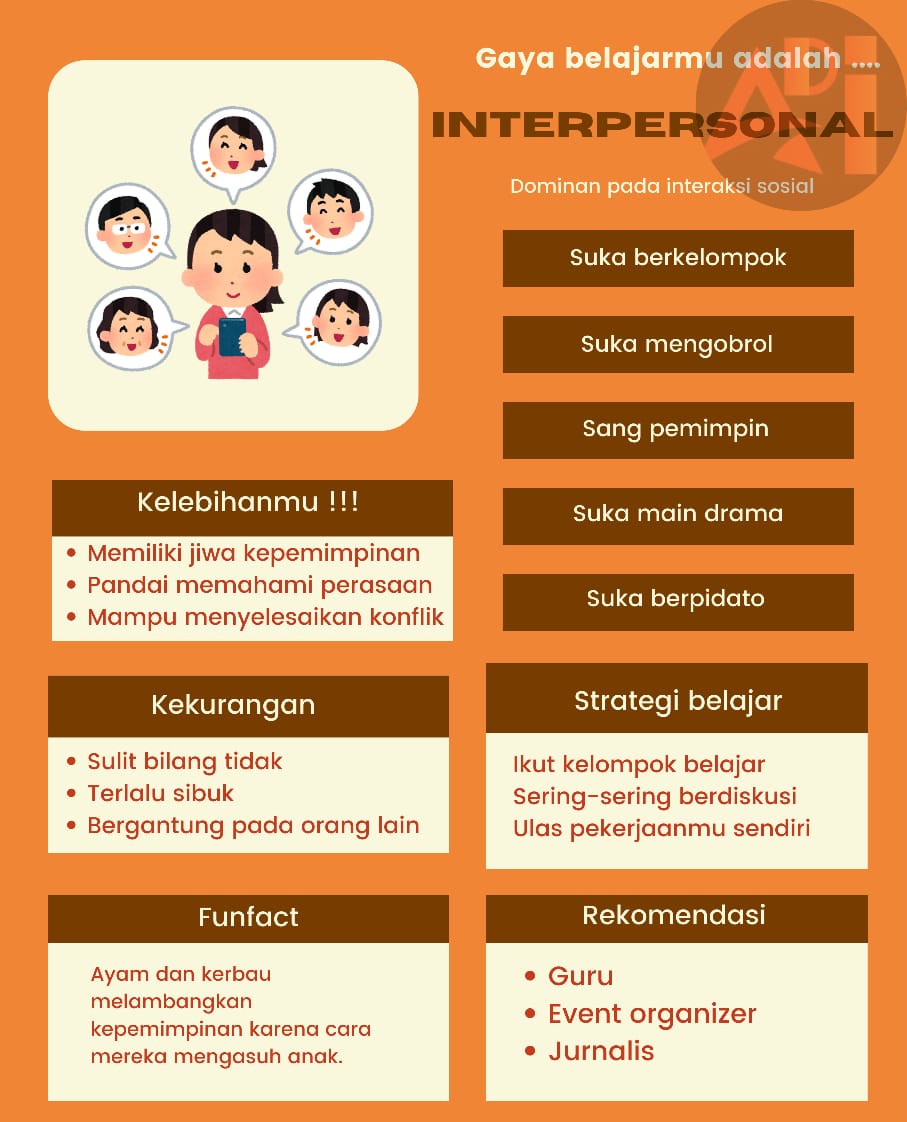 Gaya belajarmu adalah ....
INTERPERSONAL
Dominan pada interaksi sosial
Suka berkelompok
Suka mengobrol
Sang pemimpin
Suka main drama
Suka berpidato
Kelebihanmu !!!
• Memiliki jiwa kepemimpinan
• Pandai memahami perasaan
• Mampu menyelesaikan konflik
Kekurangan
• Sulit bilang tidak
• Terlalu sibuk
• Bergantung pada orang lain
Strategi belajar
Ikut kelompok belajar
Sering-sering berdiskusi
Ulas pekerjaanmu sendiri
Funfact
Ayam dan kerbau
melambangkan
kepemimpinan karena cara
mereka mengasuh anak.
Rekomendasi
• Guru
• Event organizer
• Jurnalis